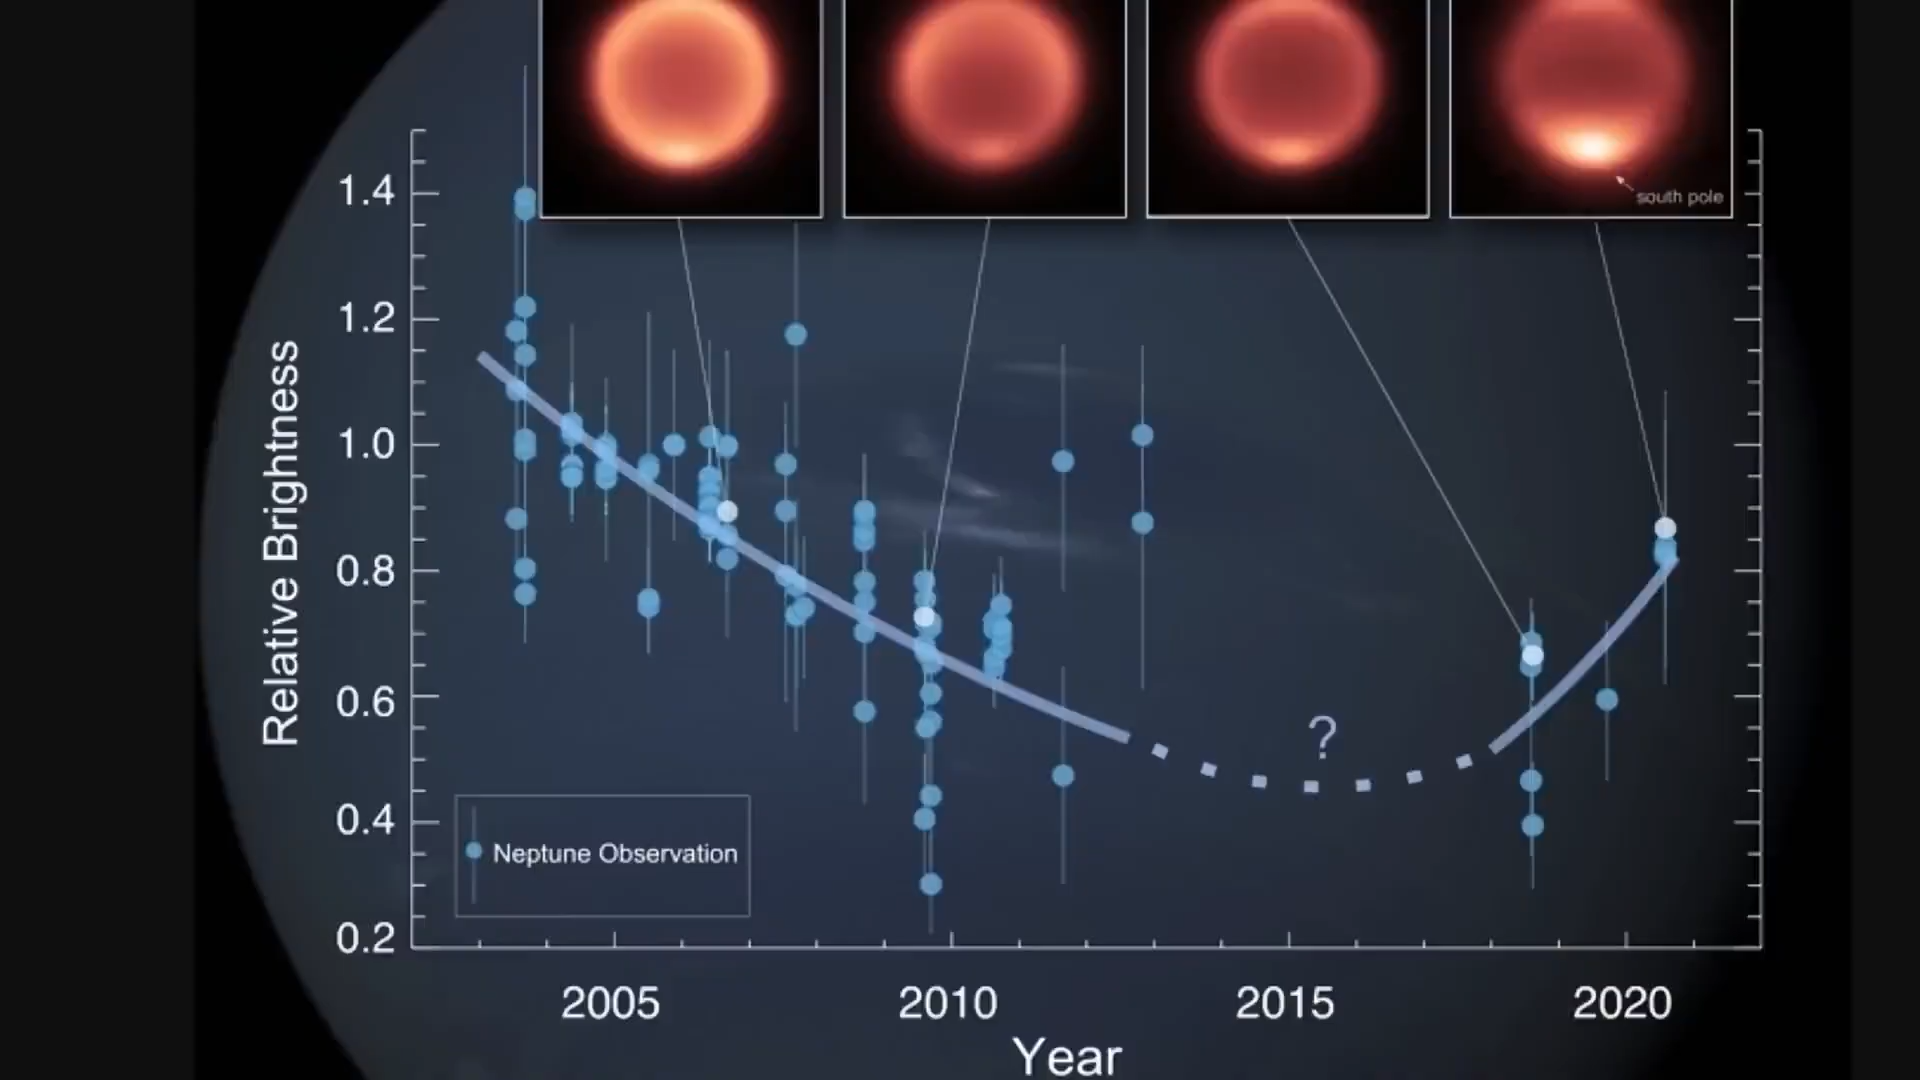 south pole
1.4
1.2
1.0
0.8
0.6
0.4
0.2
Relative Brightness
?
Neptune Observation
2005 2010 2015 2020
Year